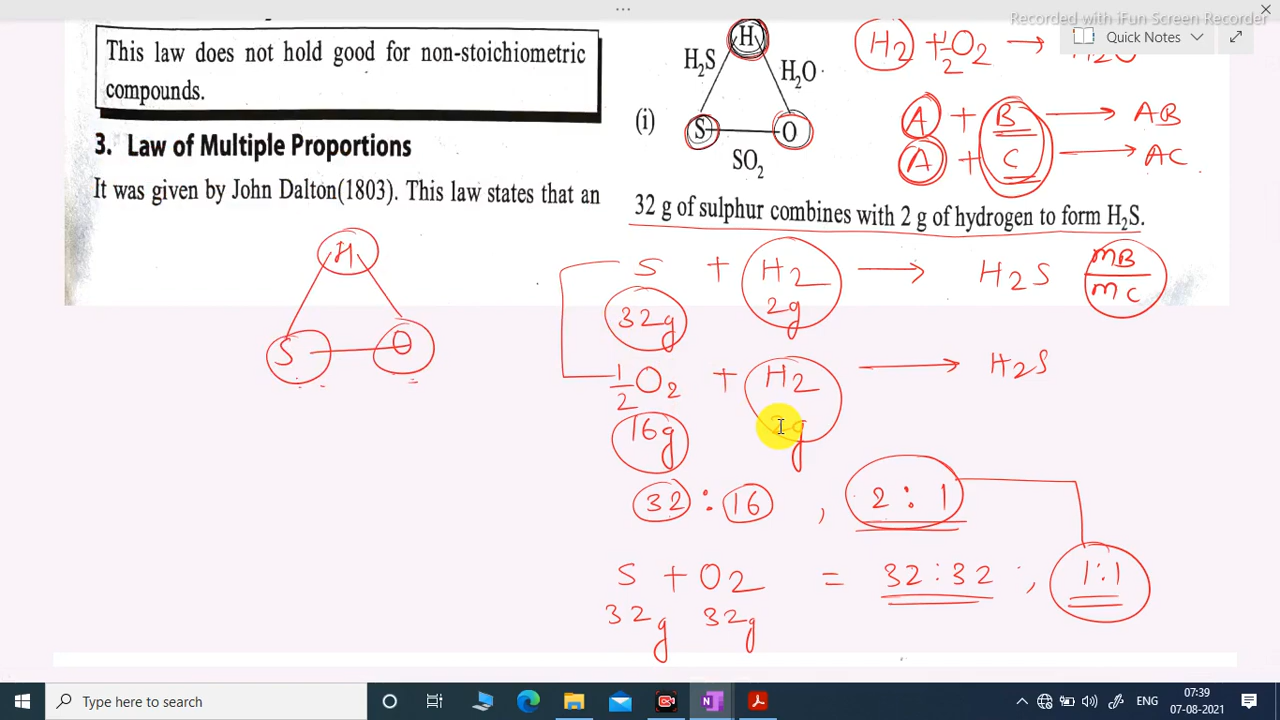 Recorded with iFun Screen Recorder
Quick Notes
This law does not hold good for non-stoichiometric
compounds.
3. Law of Multiple Proportions
It was given by John Dalton(1803). This law states that an
H
S O
H
H₂S H₂O
(i) S O
SO₂
H2 + 1/2 O2 → H2O
A + B → AB
A + C → AC
32 g of sulphur combines with 2 g of hydrogen to form H₂S.
S + H2 → H2S mB/mC
32g 2g
1/2 O2 + H2 → H2S
16g 2g
32 : 16 , 2 : 1
S + O2 = 32:32 ; 1:1
32g 32g
Type here to search
ENG
07:39
07-08-2021